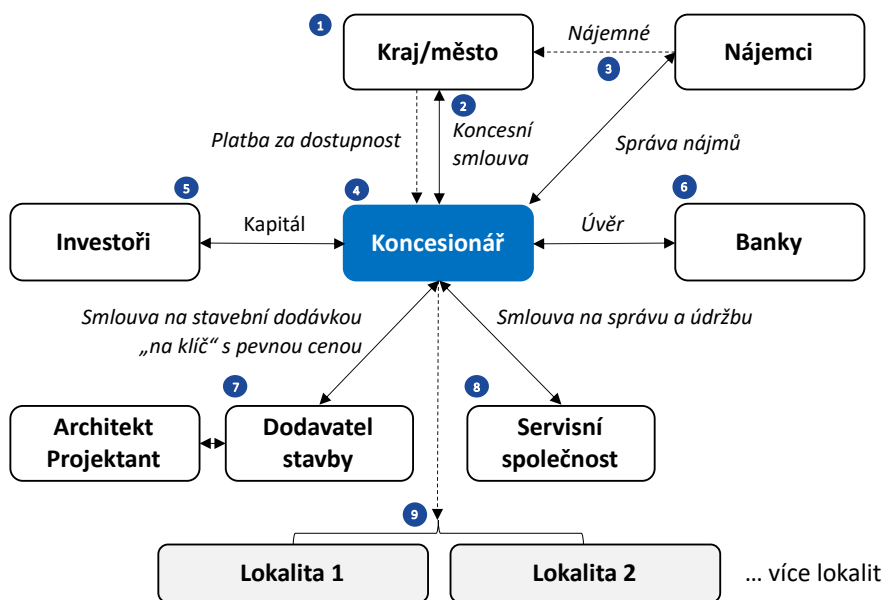 1
Kraj/město
Nájemné
3
Nájemci
2
Platba za dostupnost
Koncesní
smlouva
Správa nájmů
5
Investoři
Kapitál
4
Koncesionář
Úvěr
6
Banky
Smlouva na stavební dodávkou
„na klíč“ s pevnou cenou
Smlouva na správu a údržbu
7
8
Architekt
Projektant
Dodavatel
stavby
Servisní
společnost
9
Lokalita 1
Lokalita 2
... více lokalit